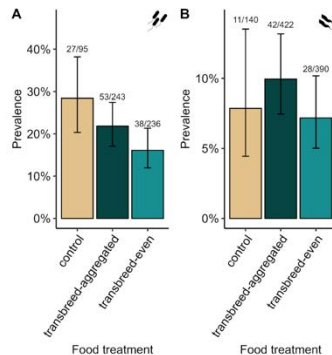 A
B
27/95
53/243
38/236
11/140
42/422
28/390
40%
30%
20%
10%
0%
Prevalence
10%
5%
0%
Prevalence
control
transbreed-aggregated
transbreed-even
control
transbreed-aggregated
transbreed-even
Food treatment
Food treatment